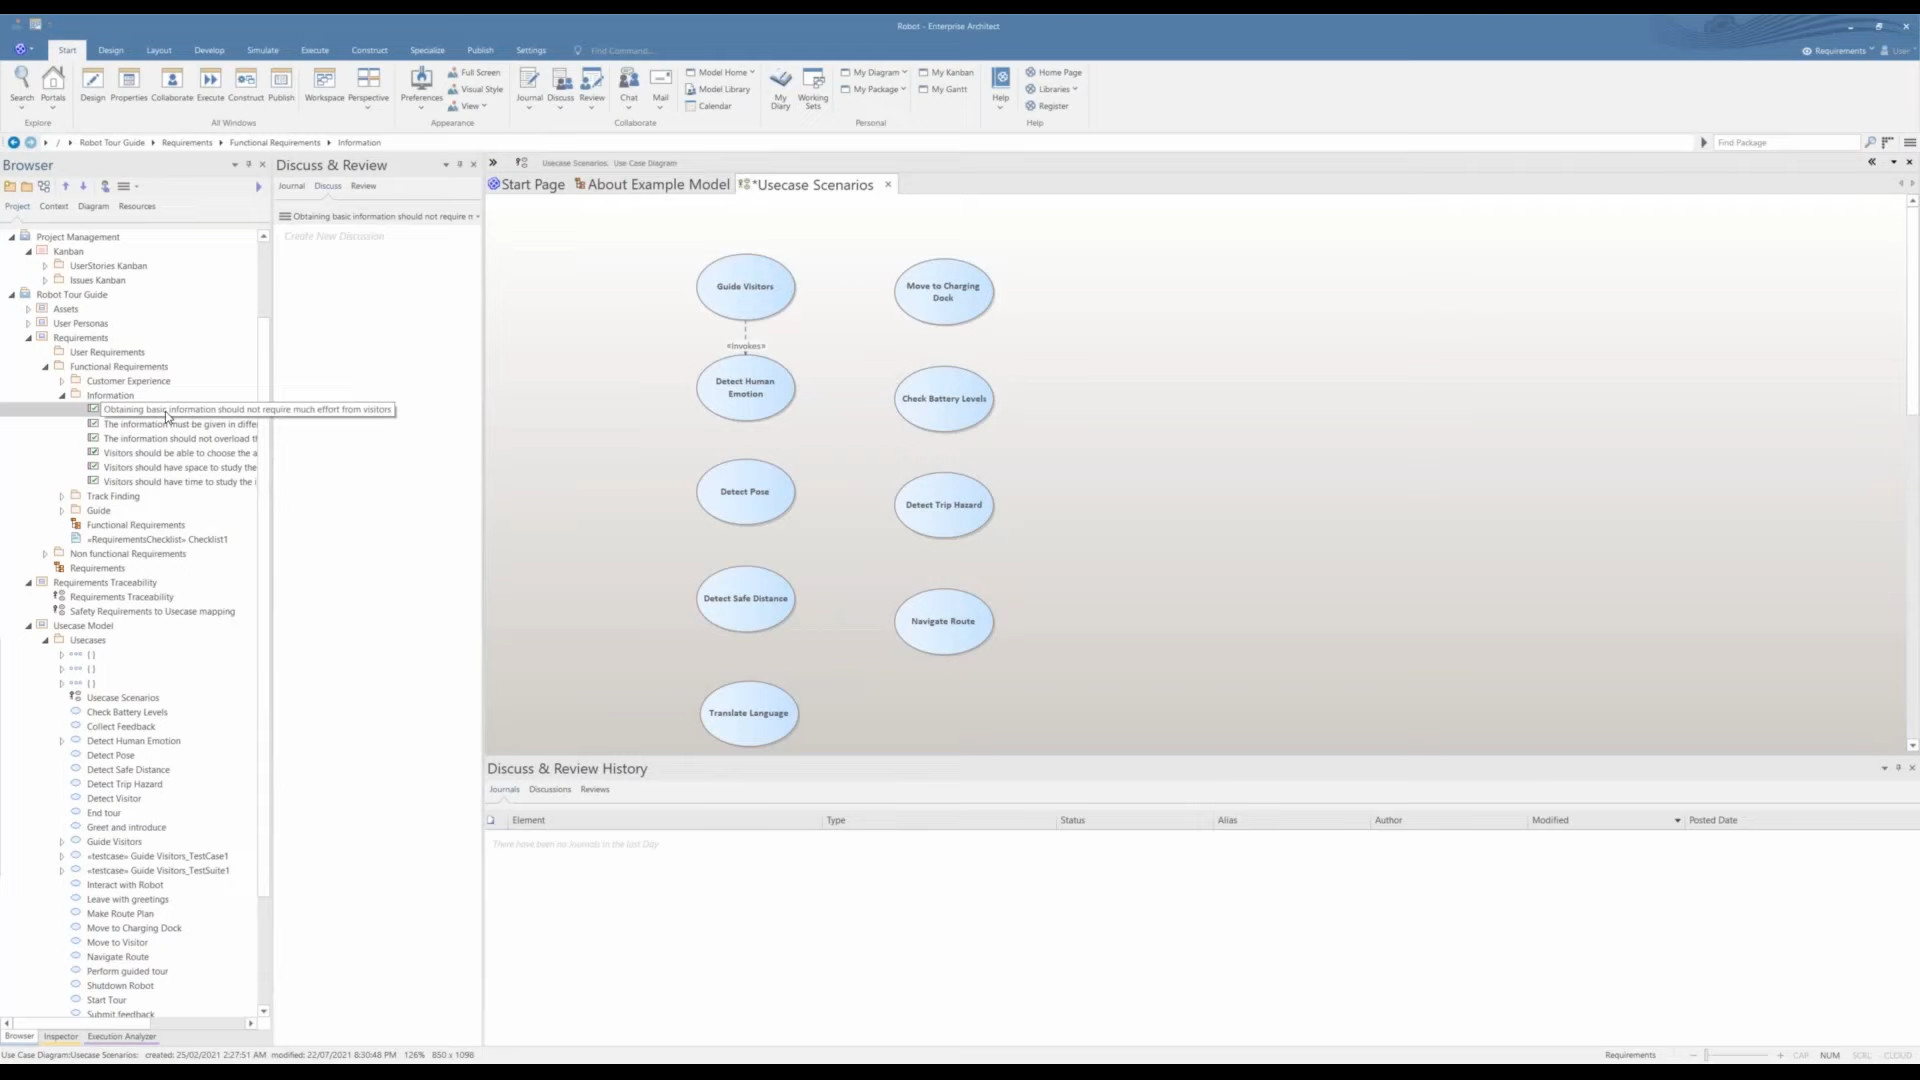 Robot - Enterprise Architect
Start Design Layout Develop Simulate Execute Construct Specialize Publish Settings Find Command... Requirements User
Search Portals Design Properties Collaborate Execute Construct Publish Workspace Perspective Preferences Full Screen Visual Style View Journal Discuss Review Chat Mail Model Home Model Library Calendar My Diary Working Sets My Diagram My Package My Kanban My Gantt Help Home Page Libraries Register
Explore All Windows Appearance Collaborate Personal Help
/ Robot Tour Guide Requirements Functional Requirements Information Find Package
Browser
Project Context Diagram Resources
Project Management
Kanban
UserStories Kanban
Issues Kanban
Robot Tour Guide
Assets
User Personas
Requirements
User Requirements
Functional Requirements
Customer Experience
Information
Obtaining basic information should not require much effort from visitors
The information must be given in diffe
The information should not overload t
Visitors should be able to choose the a
Visitors should have space to study the
Visitors should have time to study the i
Track Finding
Guide
Functional Requirements
«RequirementsChecklist» Checklist1
Non functional Requirements
Requirements
Requirements Traceability
Requirements Traceability
Safety Requirements to Usecase mapping
Usecase Model
Usecases
{ }
{ }
{ }
Usecase Scenarios
Check Battery Levels
Collect Feedback
Detect Human Emotion
Detect Pose
Detect Safe Distance
Detect Trip Hazard
Detect Visitor
End tour
Greet and introduce
Guide Visitors
«testcase» Guide Visitors_TestCase1
«testcase» Guide Visitors_TestSuite1
Interact with Robot
Leave with greetings
Make Route Plan
Move to Charging Dock
Move to Visitor
Navigate Route
Perform guided tour
Shutdown Robot
Start Tour
Submit feedback
Browser Inspector Execution Analyzer
Discuss & Review
Journal Discuss Review
Obtaining basic information should not require n
Create New Discussion
Usecase Scenarios. Use Case Diagram
Start Page About Example Model *Usecase Scenarios
Guide Visitors
Move to Charging
Dock
«invokes»
Detect Human
Emotion
Check Battery Levels
Detect Pose
Detect Trip Hazard
Detect Safe Distance
Navigate Route
Translate Language
Discuss & Review History
Journals Discussions Reviews
Element Type Status Alias Author Modified Posted Date
There have been no Journals in the last Day
Use Case Diagram:Usecase Scenarios: created: 25/02/2021 2:27:51 AM modified: 22/07/2021 8:30:48 PM 126% 850 x 1098 Requirements CAP NUM SCRL CLOUD